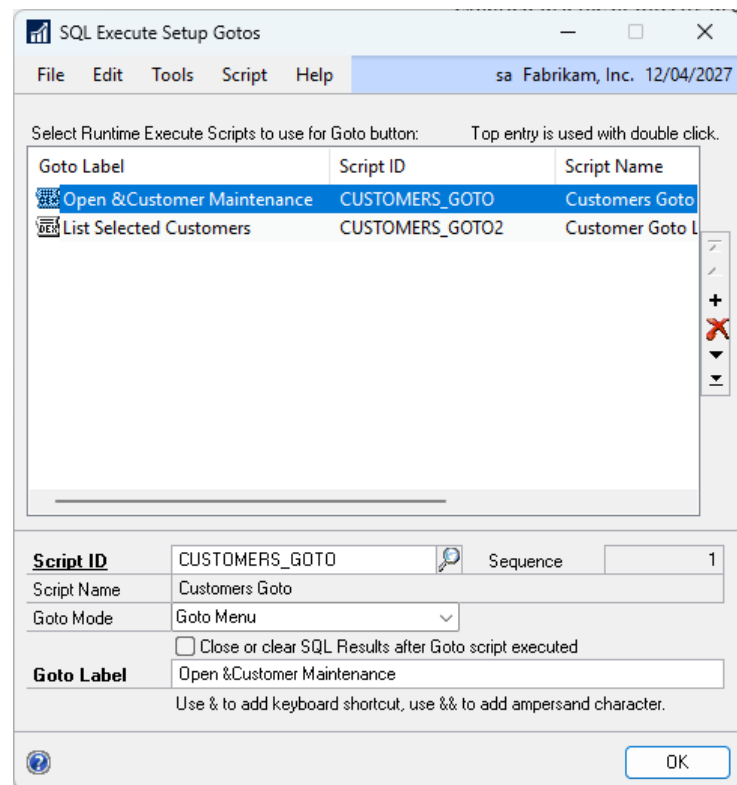 SQL Execute Setup Gotos
File Edit Tools Script Help sa Fabrikam, Inc. 12/04/2027
Select Runtime Execute Scripts to use for Goto button: Top entry is used with double click.
Goto Label Script ID Script Name
Open &Customer Maintenance CUSTOMERS_GOTO Customers Goto
List Selected Customers CUSTOMERS_GOTO2 Customer Goto L
Script ID CUSTOMERS_GOTO Sequence 1
Script Name Customers Goto
Goto Mode Goto Menu
Close or clear SQL Results after Goto script executed
Goto Label Open &Customer Maintenance
Use & to add keyboard shortcut, use && to add ampersand character.
OK